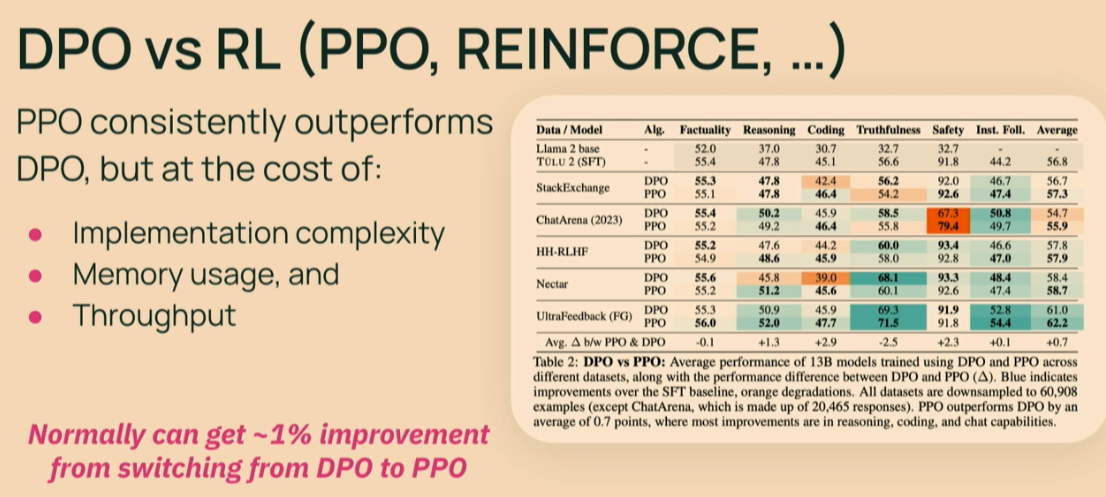 DPO vs RL (PPO, REINFORCE, ...)
PPO consistently outperforms
DPO, but at the cost of:
• Implementation complexity
• Memory usage, and
• Throughput
Normally can get ~1% improvement
from switching from DPO to PPO
Data / Model Alg. Factuality Reasoning Coding Truthfulness Safety Inst. Foll. Average
Llama 2 base - 52.0 37.0 30.7 32.7 32.7 - -
TÜLU 2 (SFT) - 55.4 47.8 45.1 56.6 91.8 44.2 56.8
StackExchange DPO 55.3 47.8 42.4 56.2 92.0 46.7 56.7
PPO 55.1 47.8 46.4 54.2 92.6 47.4 57.3
ChatArena (2023) DPO 55.4 50.2 45.9 58.5 67.3 50.8 54.7
PPO 55.2 49.2 46.4 55.8 79.4 49.7 55.9
HH-RLHF DPO 55.2 47.6 44.2 60.0 93.4 46.6 57.8
PPO 54.9 48.6 45.9 58.0 92.8 47.0 57.9
Nectar DPO 55.6 45.8 39.0 68.1 93.3 48.4 58.4
PPO 55.2 51.2 45.6 60.1 92.6 47.4 58.7
UltraFeedback (FG) DPO 55.3 50.9 45.9 69.3 91.9 52.8 61.0
PPO 56.0 52.0 47.7 71.5 91.8 54.4 62.2
Avg. Δ b/w PPO & DPO -0.1 +1.3 +2.9 -2.5 +2.3 +0.1 +0.7
Table 2: DPO vs PPO: Average performance of 13B models trained using DPO and PPO across
different datasets, along with the performance difference between DPO and PPO (Δ). Blue indicates
improvements over the SFT baseline, orange degradations. All datasets are downsampled to 60,908
examples (except ChatArena, which is made up of 20,465 responses). PPO outperforms DPO by an
average of 0.7 points, where most improvements are in reasoning, coding, and chat capabilities.